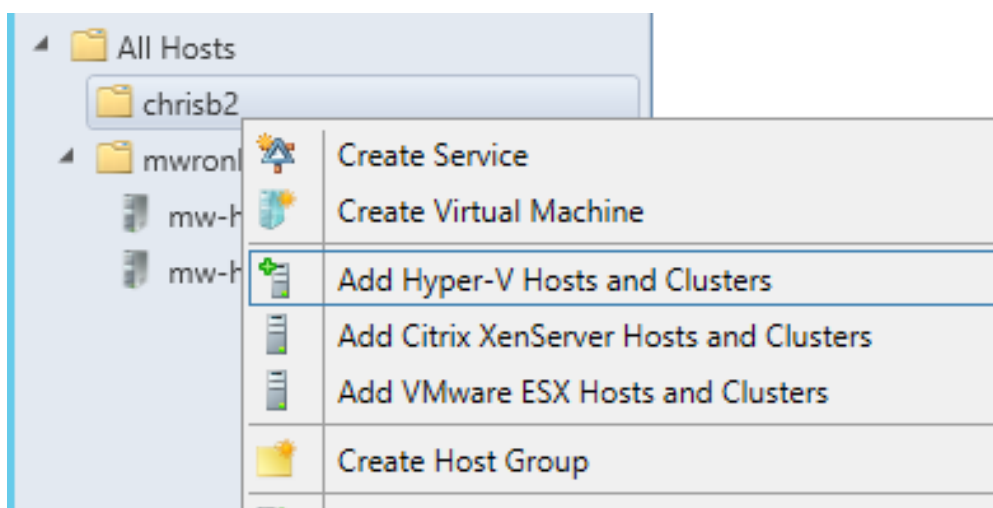 All Hosts
chrisb2
Create Service
Create Virtual Machine
Add Hyper-V Hosts and Clusters
Add Citrix XenServer Hosts and Clusters
Add VMware ESX Hosts and Clusters
Create Host Group